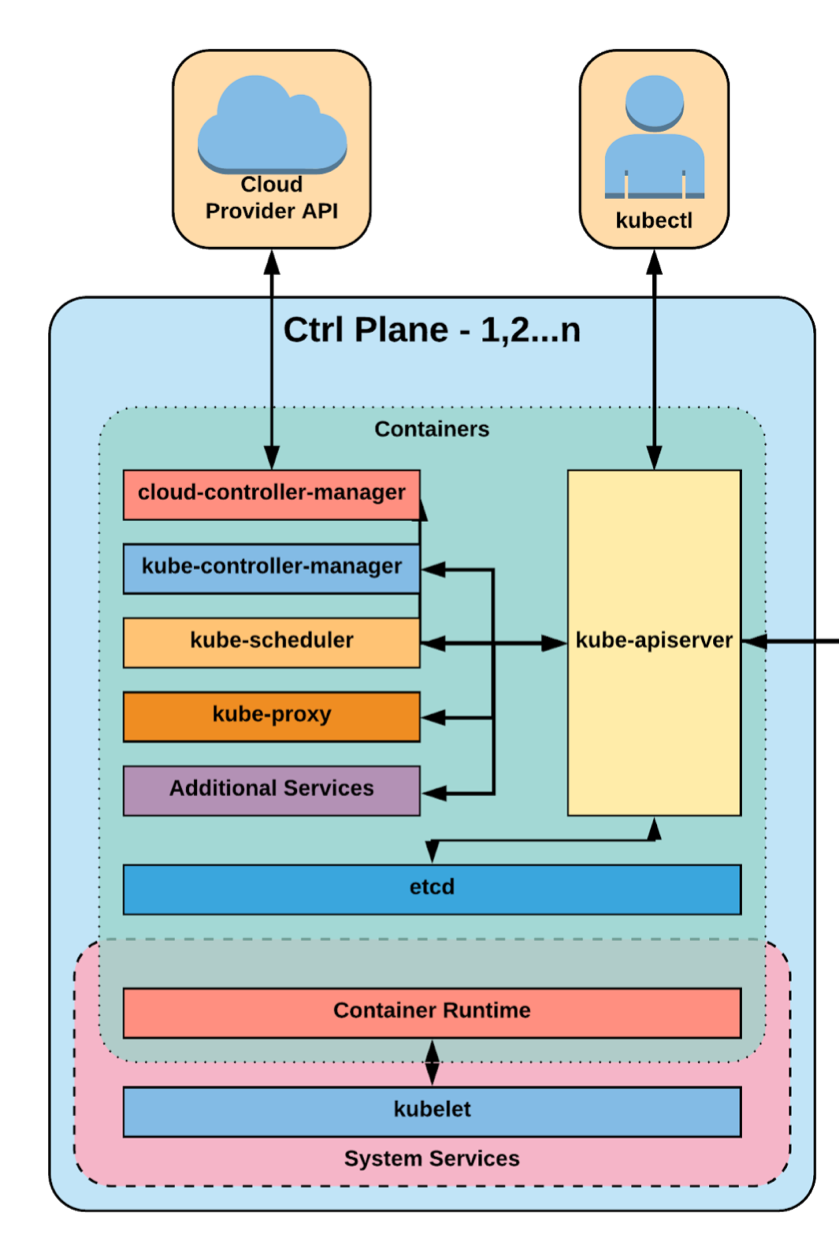 Cloud
Provider API
kubectl
Ctrl Plane - 1,2...n
Containers
cloud-controller-manager
kube-controller-manager
kube-scheduler
kube-apiserver
kube-proxy
Additional Services
etcd
Container Runtime
kubelet
System Services